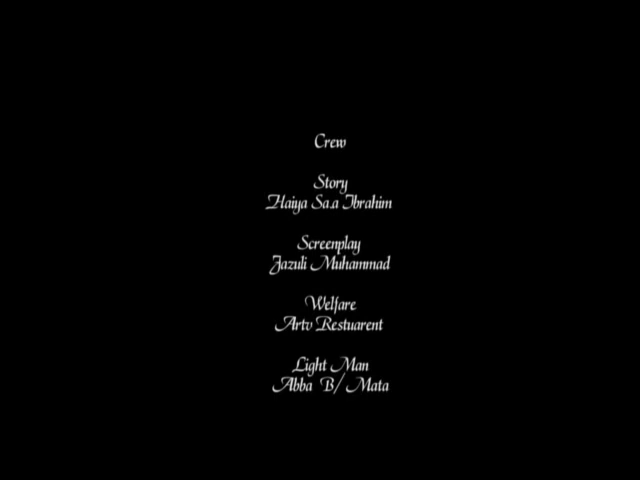 Crew
Story
Haiya Sa.a Ibrahim
Screenplay
Jazuli Muhammad
Welfare
Artv Restuarent
Light Man
Abba B/ Mata